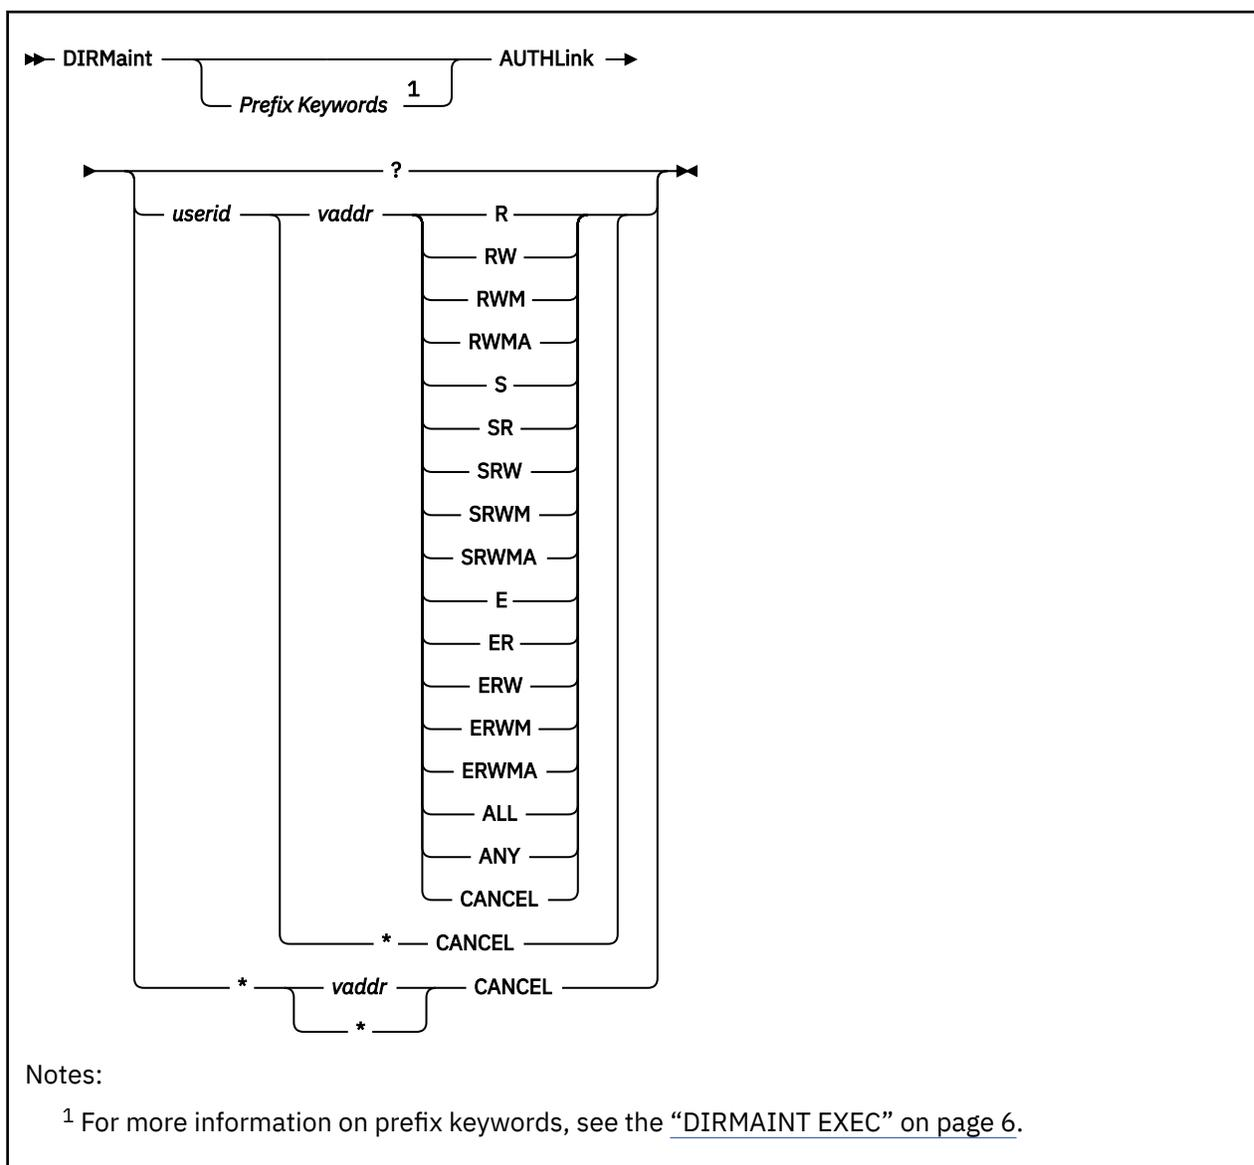 DIRMaint AUTHLink
Prefix Keywords 1
?
userid vaddr R
RW
RWM
RWMA
S
SR
SRW
SRWM
SRWMA
E
ER
ERW
ERWM
ERWMA
ALL
ANY
CANCEL
* CANCEL
* vaddr CANCEL
*
Notes:
1 For more information on prefix keywords, see the “DIRMAINT EXEC” on page 6.